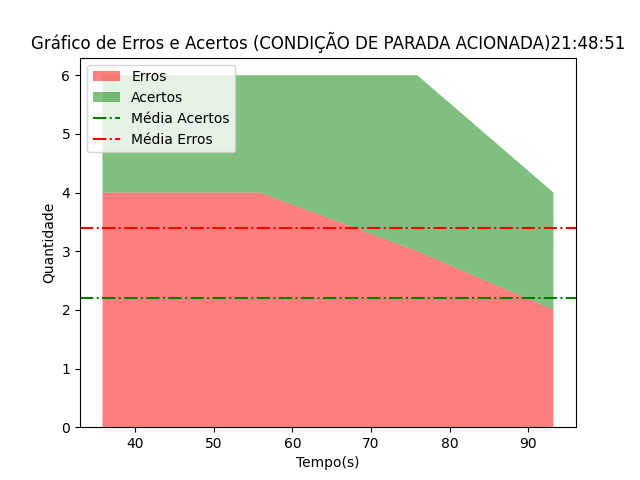 Gráfico de Erros e Acertos (CONDIÇÃO DE PARADA ACIONADA)21:48:51
Erros
Acertos
Média Acertos
Média Erros
Quantidade
6
5
4
3
2
1
0
40 50 60 70 80 90
Tempo(s)